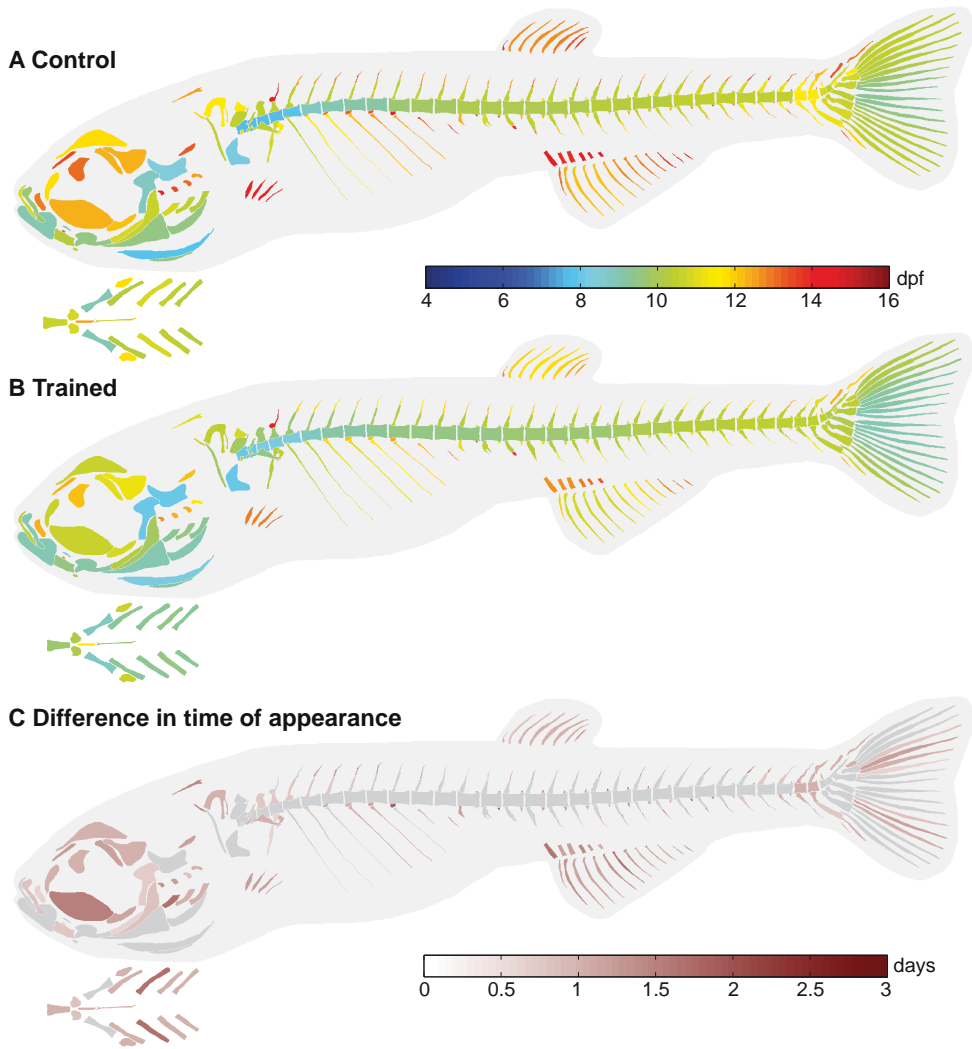 A Control
dpf
4 6 8 10 12 14 16
B Trained
C Difference in time of appearance
days
0 0.5 1 1.5 2 2.5 3